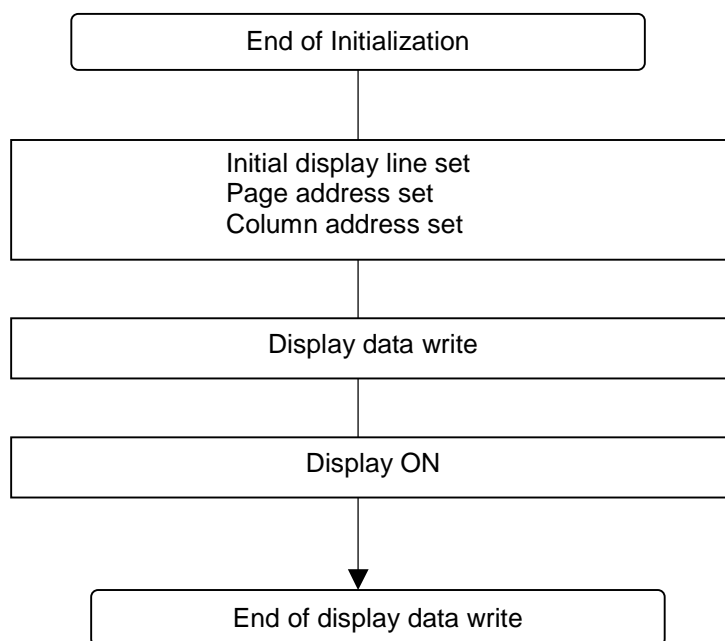 End of Initialization
Initial display line set
Page address set
Column address set
Display data write
Display ON
End of display data write